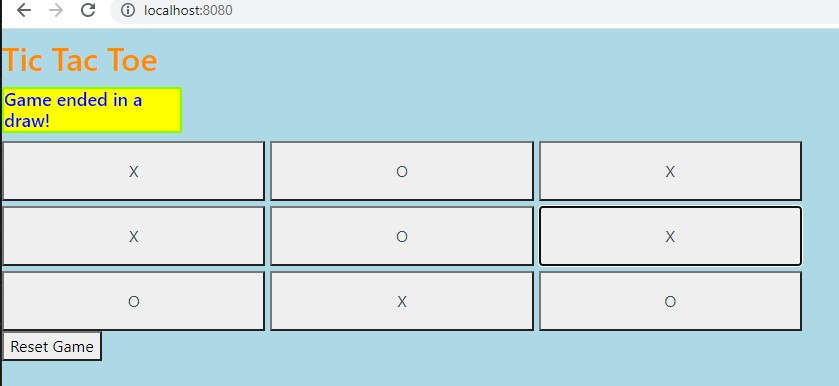 localhost:8080
Tic Tac Toe
Game ended in a
draw!
X O X
X O X
O X O
Reset Game